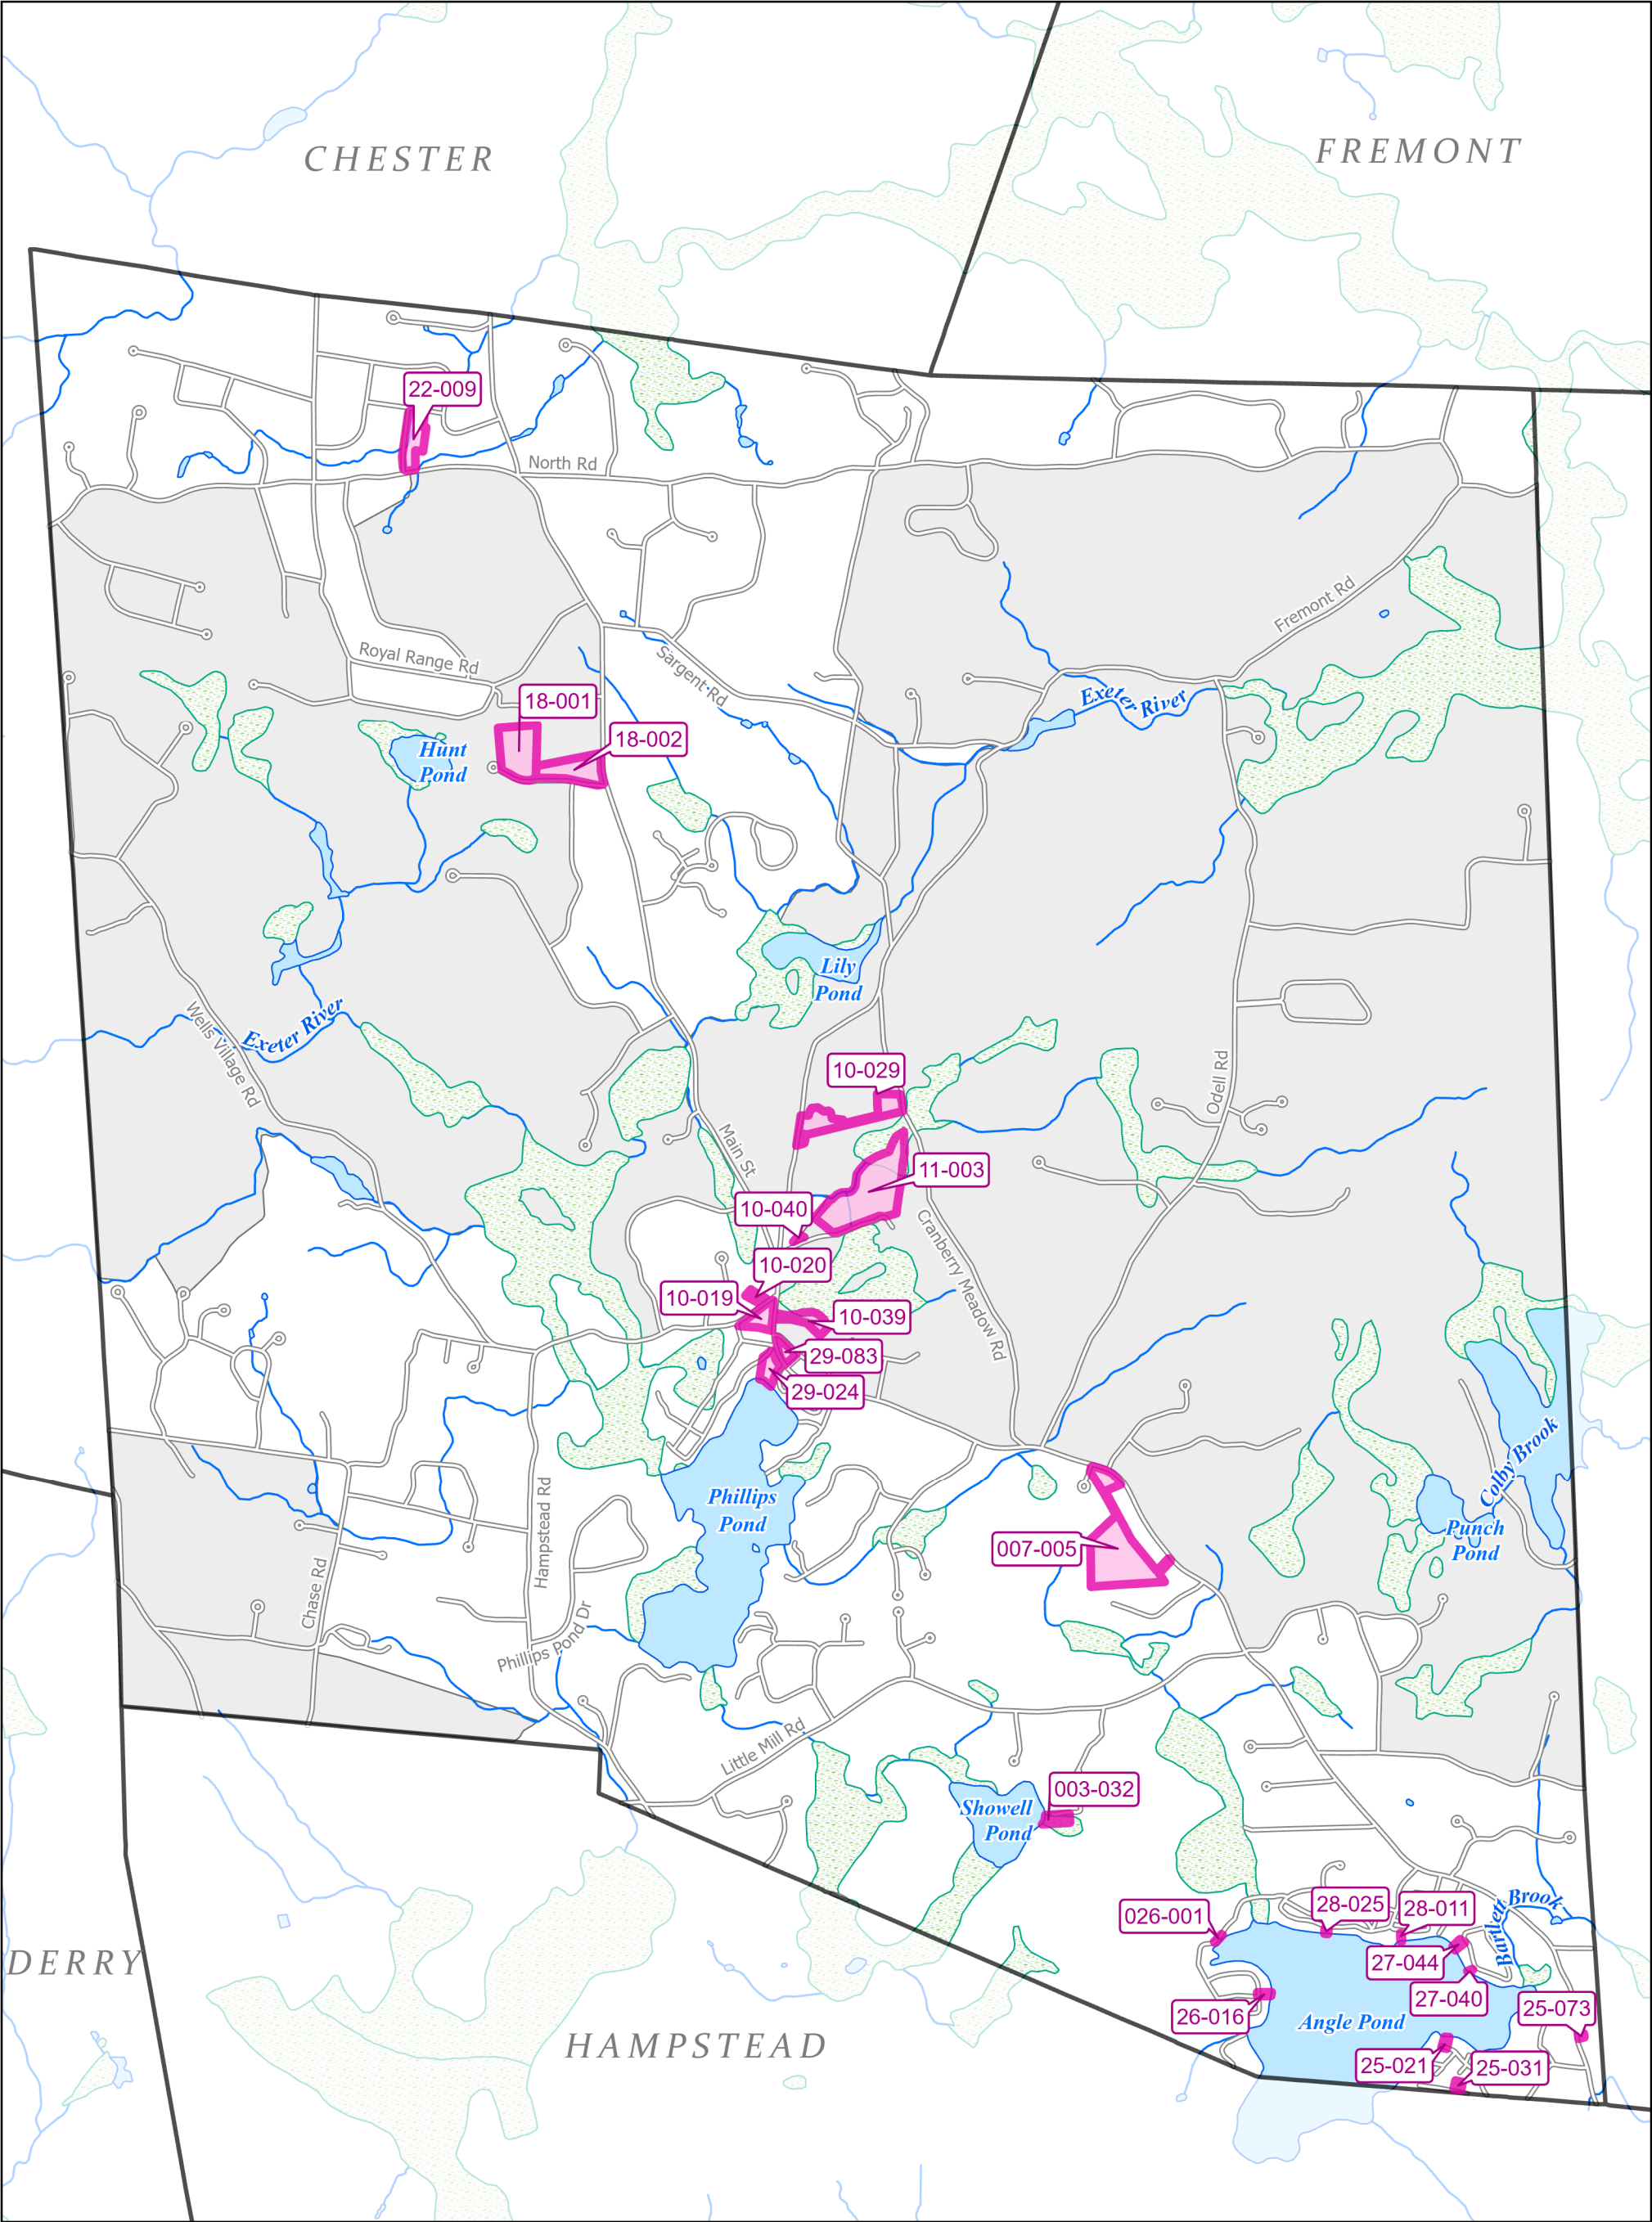 CHESTER
FREMONT
22-009
North Rd
Fremont Rd
Royal Range Rd
Sargent Rd
Exeter River
18-001
18-002
Hunt
Pond
Lily
Pond
Wells Village Rd
Exeter River
10-029
Odell Rd
Main St
11-003
10-040
Cranberry Meadow Rd
10-020
10-019
10-039
29-083
29-024
Colby Brook
Phillips
Pond
Punch
Pond
Hampstead Rd
007-005
Chase Rd
Phillips Pond Dr
Little Mill Rd
003-032
Showell
Pond
28-025
28-011
Bartlett Brook
026-001
DERRY
27-044
27-040
25-073
26-016
Angle Pond
HAMPSTEAD
25-021
25-031